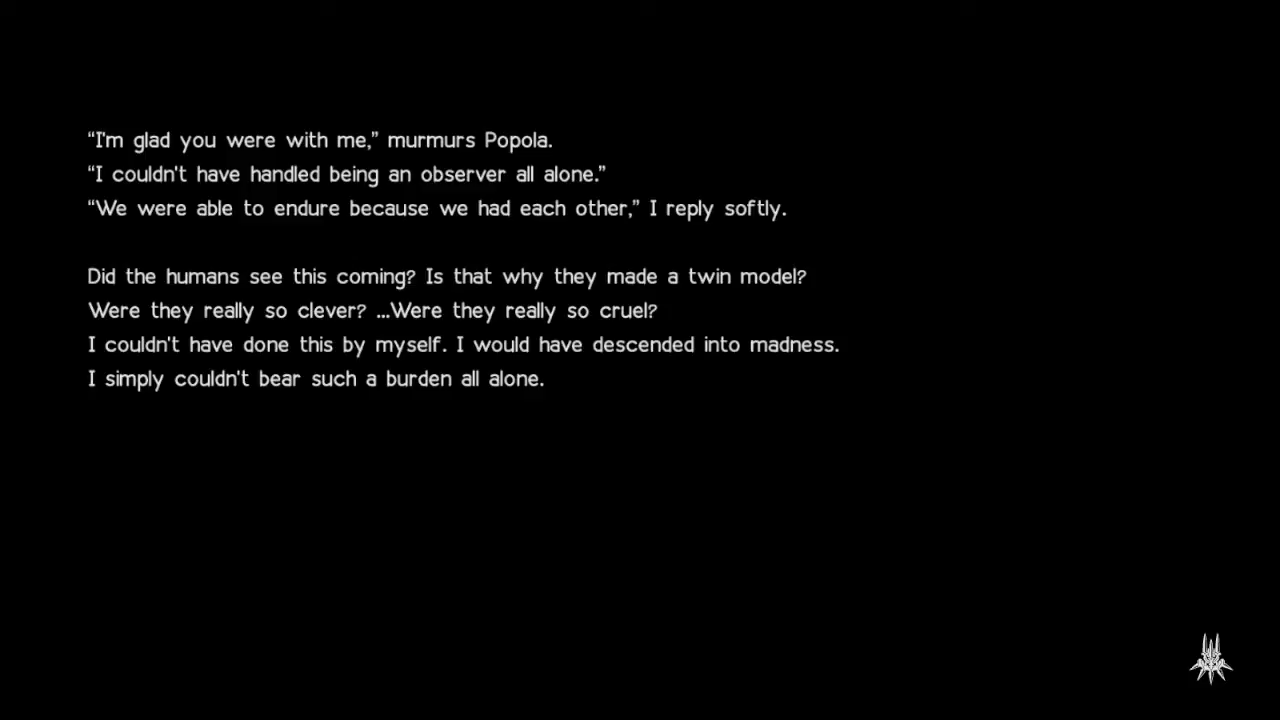 “I'm glad you were with me,” murmurs Popola.
“I couldn't have handled being an observer all alone.”
“We were able to endure because we had each other,” I reply softly.
Did the humans see this coming? Is that why they made a twin model?
Were they really so clever? ...Were they really so cruel?
I couldn't have done this by myself. I would have descended into madness.
I simply couldn't bear such a burden all alone.